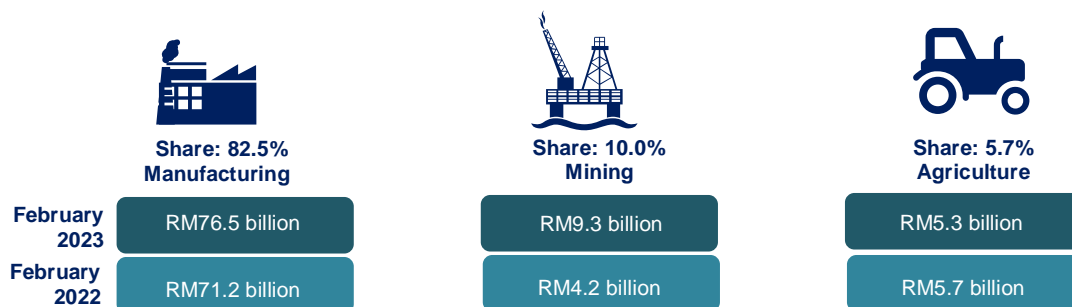 Share: 82.5%
Manufacturing
Share: 10.0%
Mining
Share: 5.7%
Agriculture
February
2023
RM76.5 billion
RM9.3 billion
RM5.3 billion
February
2022
RM71.2 billion
RM4.2 billion
RM5.7 billion